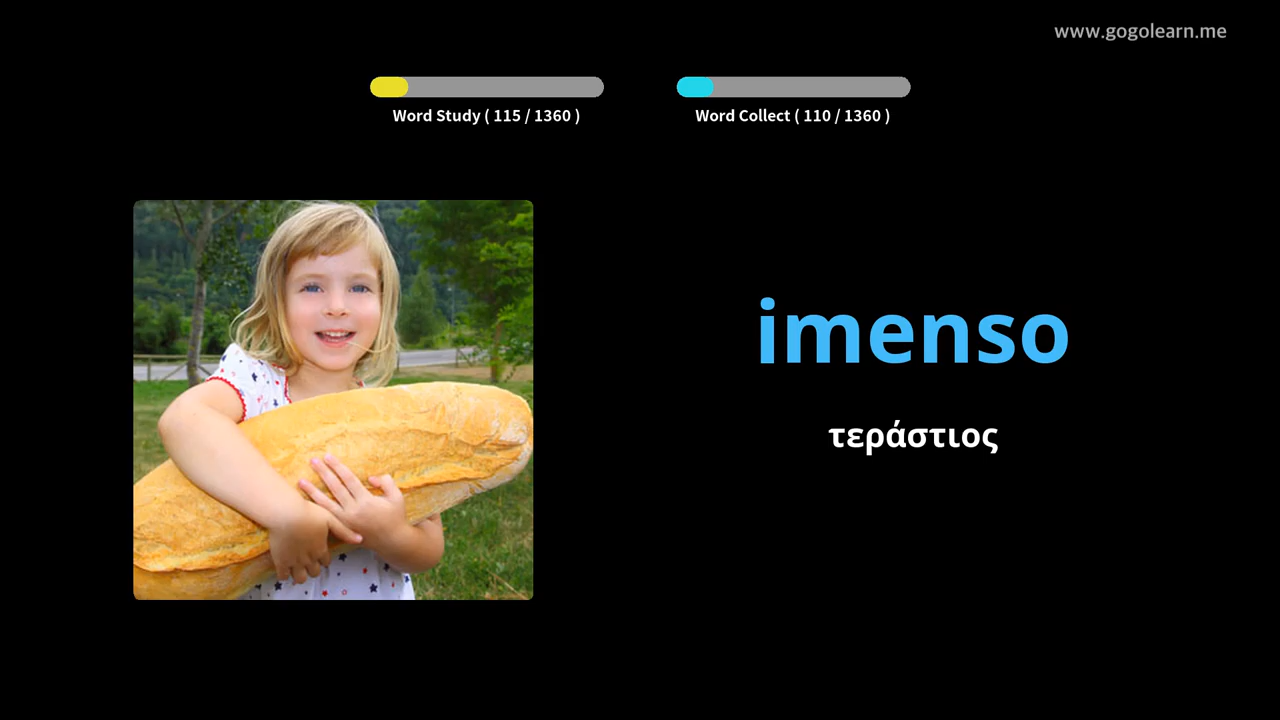 www.gogolearn.me
Word Study ( 115 / 1360 )
Word Collect ( 110 / 1360 )
imenso
τεράστιος